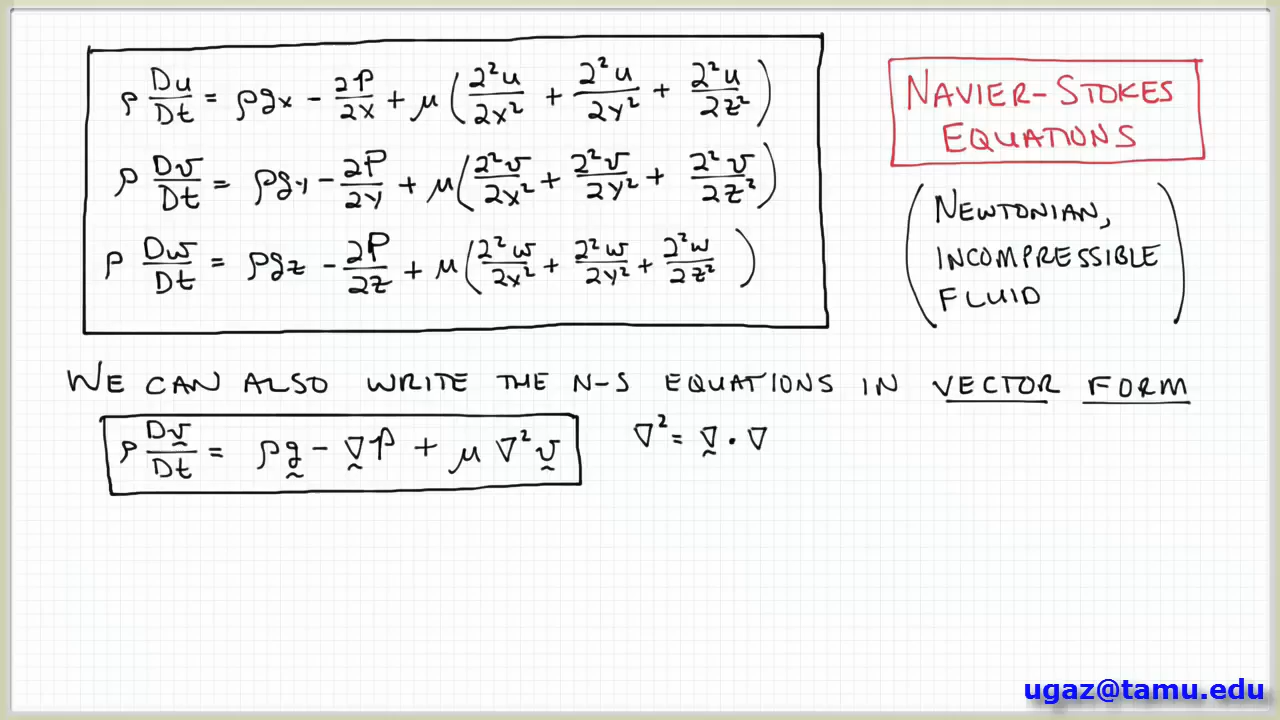 ρ Du/Dt = ρgx - ∂P/∂x + μ(∂²u/∂x² + ∂²u/∂y² + ∂²u/∂z²)
ρ Dv/Dt = ρgy - ∂P/∂y + μ(∂²v/∂x² + ∂²v/∂y² + ∂²v/∂z²)
ρ Dw/Dt = ρgz - ∂P/∂z + μ(∂²w/∂x² + ∂²w/∂y² + ∂²w/∂z²)
NAVIER-STOKES
EQUATIONS
(NEWTONIAN,
INCOMPRESSIBLE
FLUID)
WE CAN ALSO WRITE THE N-S EQUATIONS IN VECTOR FORM
ρ Dv/Dt = ρg - ∇P + μ ∇²v
∇² = ∇ · ∇
ugaz@tamu.edu